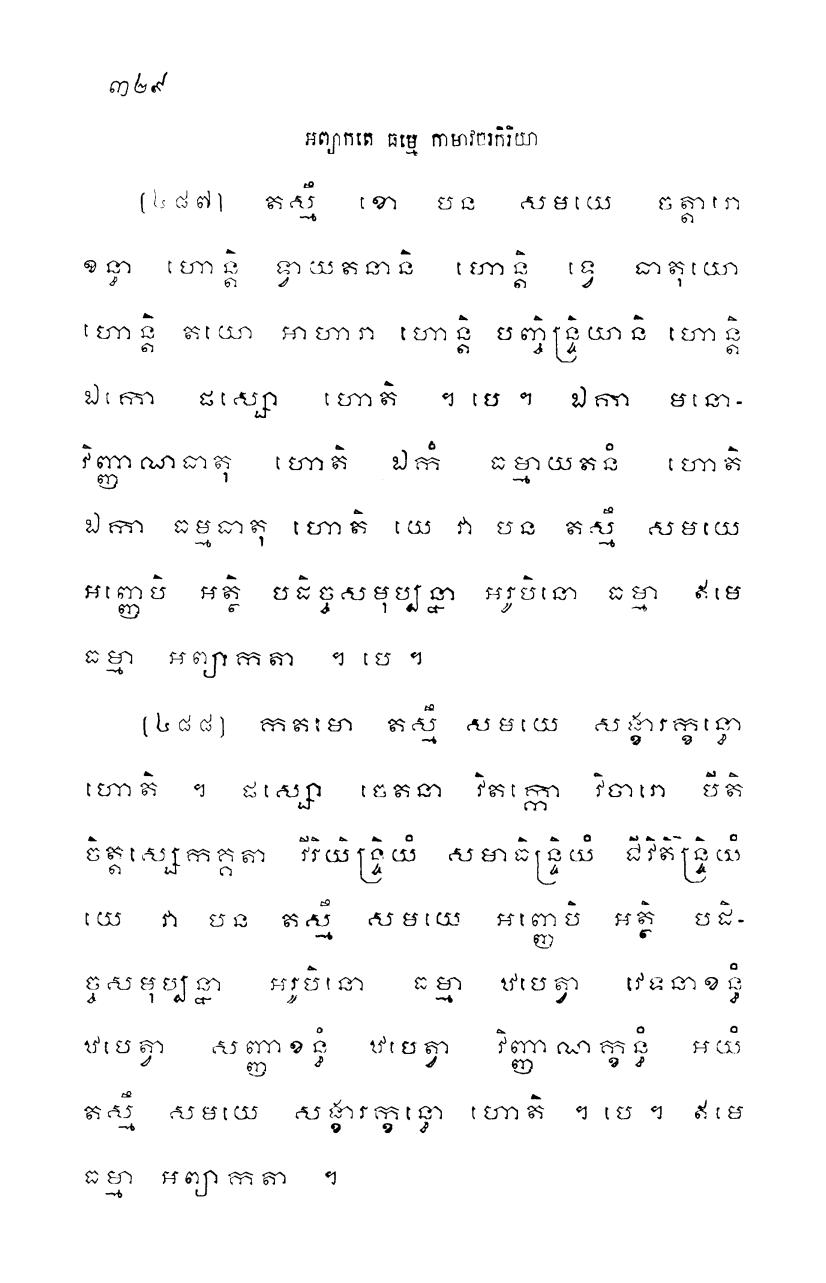 ៣២៩
អព្យាកតេ ធម្មេ កាមាវចរកិរិយា
(៤៨៧) តស្មឹ ខោ បន សមយេ ចត្តារោ
ខន្ធា ហោន្តិ ទ្វាយតនានិ ហោន្តិ ទ្វេ ធាតុយោ
ហោន្តិ តយោ អាហារា ហោន្តិ បញ្ចិន្ទ្រិយានិ ហោន្តិ
ឯកោ ផស្សោ ហោតិ ។ បេ ។ ឯកា មនោ-
វិញ្ញាណធាតុ ហោតិ ឯកំ ធម្មាយតនំ ហោតិ
ឯកា ធម្មធាតុ ហោតិ យេ វា បន តស្មឹ សមយេ
អញ្ញេបិ អត្ថិ បដិច្ចសមុប្បន្នា អរូបិនោ ធម្មា ឥមេ
ធម្មា អព្យាកតា ។ បេ ។
(៤៨៨) កតមោ តស្មឹ សមយេ សង្ខារក្ខន្ធោ
ហោតិ ។ ផស្សោ ចេតនា វិតក្កោ វិចារោ បីតិ
ចិត្តស្សេកគ្គតា វីរិយិន្ទ្រិយំ សមាធិន្ទ្រិយំ ជីវិតិន្ទ្រិយំ
យេ វា បន តស្មឹ សមយេ អញ្ញេបិ អត្ថិ បដិ-
ច្ចសមុប្បន្នា អរូបិនោ ធម្មា ឋបេត្វា វេទនាខន្ធំ
ឋបេត្វា សញ្ញាខន្ធំ ឋបេត្វា វិញ្ញាណក្ខន្ធំ អយំ
តស្មឹ សមយេ សង្ខារក្ខន្ធោ ហោតិ ។ បេ ។ ឥមេ
ធម្មា អព្យាកតា ។